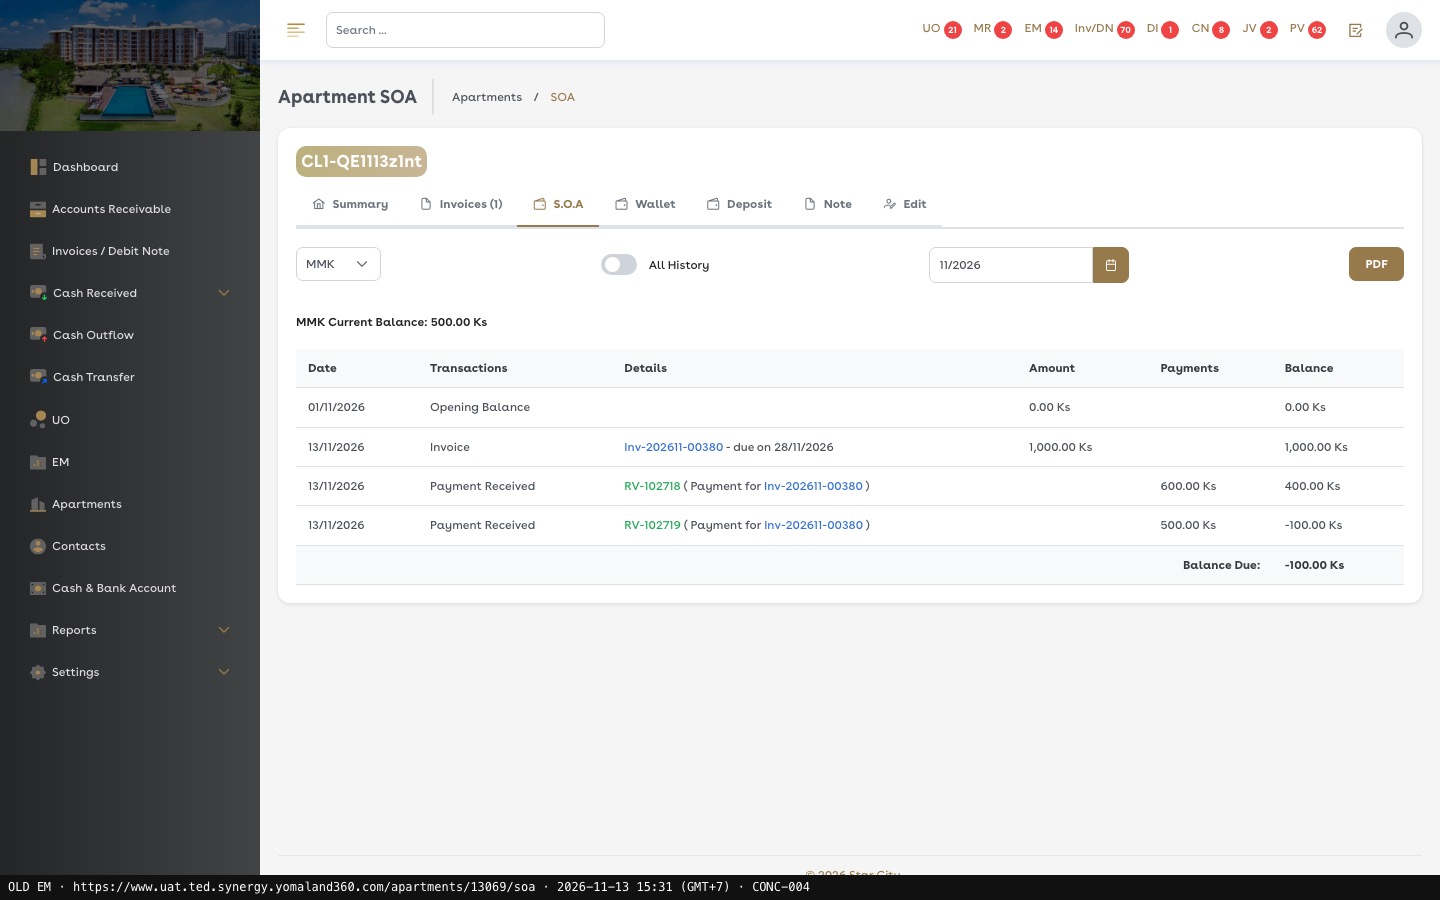 Search ...
UO 21 MR 2 EM 14 Inv/DN 70 DI 1 CN 8 JV 2 PV 62
Apartment SOA
Apartments / SOA
Dashboard
Accounts Receivable
Invoices / Debit Note
Cash Received
Cash Outflow
Cash Transfer
UO
EM
Apartments
Contacts
Cash & Bank Account
Reports
Settings
CL1-QE1113z1nt
Summary Invoices (1) S.O.A Wallet Deposit Note Edit
MMK All History 11/2026 PDF
MMK Current Balance: 500.00 Ks
Date Transactions Details Amount Payments Balance
01/11/2026 Opening Balance 0.00 Ks 0.00 Ks
13/11/2026 Invoice Inv-202611-00380 - due on 28/11/2026 1,000.00 Ks 1,000.00 Ks
13/11/2026 Payment Received RV-102718 ( Payment for Inv-202611-00380 ) 600.00 Ks 400.00 Ks
13/11/2026 Payment Received RV-102719 ( Payment for Inv-202611-00380 ) 500.00 Ks -100.00 Ks
Balance Due: -100.00 Ks
© 2026 Star City
OLD EM · https://www.uat.ted.synergy.yomaland360.com/apartments/13069/soa · 2026-11-13 15:31 (GMT+7) · CONC-004